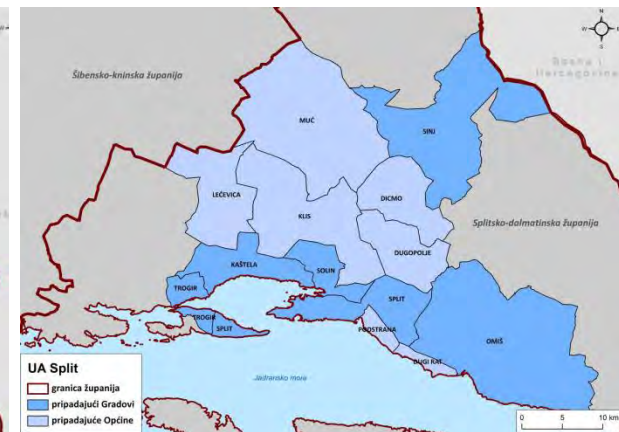 N
W
E
S
Bosna i
Hercegovina
Šibensko-kninska županija
MUĆ
SINJ
LEĆEVICA
DICMO
KLIS
Splitsko-dalmatinska županija
DUGOPOLJE
KAŠTELA
SOLIN
TROGIR
SPLIT
TROGIR
SPLIT
PODSTRANA
OMIŠ
DUGI RAT
Jadransko more
UA Split
granica županija
pripadajući Gradovi
pripadajuće Općine
0 5 10 km